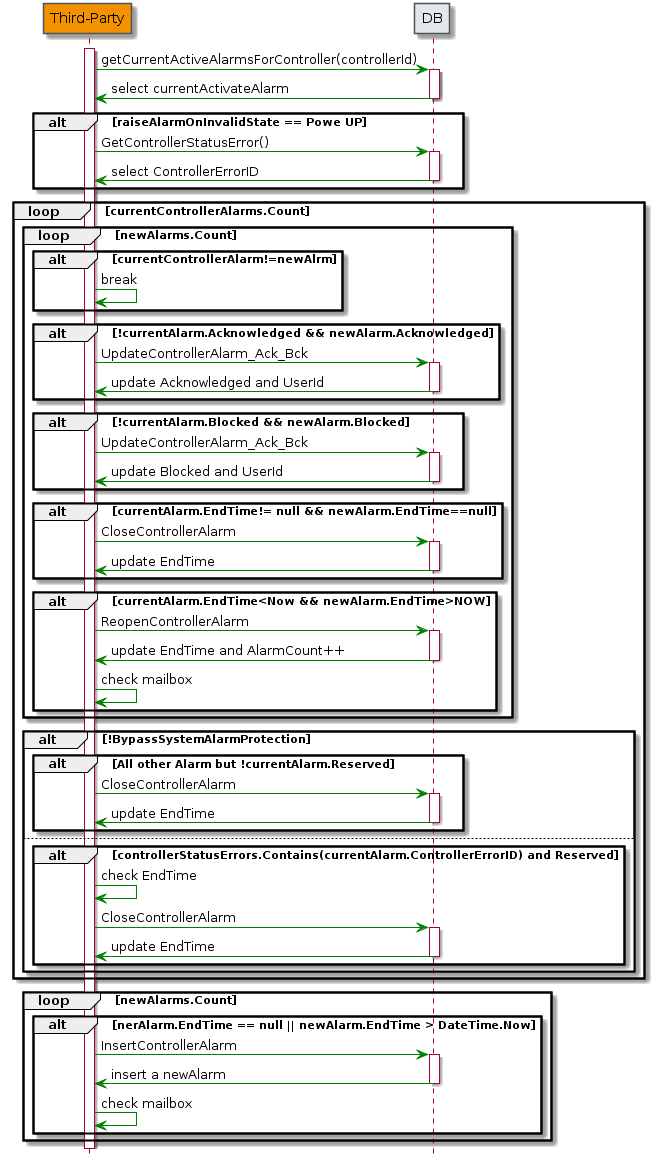 Third-Party
DB
getCurrentActiveAlarmsForController(controllerId)
select currentActivateAlarm
alt
[raiseAlarmOnInvalidState == Powe UP]
GetControllerStatusError()
select ControllerErrorID
loop
[currentControllerAlarms.Count]
loop
[newAlarms.Count]
alt
[currentControllerAlarm!=newAlrm]
break
alt
[!currentAlarm.Acknowledged && newAlarm.Acknowledged]
UpdateControllerAlarm_Ack_Bck
update Acknowledged and UserId
alt
[!currentAlarm.Blocked && newAlarm.Blocked]
UpdateControllerAlarm_Ack_Bck
update Blocked and UserId
alt
[currentAlarm.EndTime!= null && newAlarm.EndTime==null]
CloseControllerAlarm
update EndTime
alt
[currentAlarm.EndTime<Now && newAlarm.EndTime>NOW]
ReopenControllerAlarm
update EndTime and AlarmCount++
check mailbox
alt
[!BypassSystemAlarmProtection]
alt
[All other Alarm but !currentAlarm.Reserved]
CloseControllerAlarm
update EndTime
alt
[controllerStatusErrors.Contains(currentAlarm.ControllerErrorID) and Reserved]
check EndTime
CloseControllerAlarm
update EndTime
loop
[newAlarms.Count]
alt
[nerAlarm.EndTime == null || newAlarm.EndTime > DateTime.Now]
InsertControllerAlarm
insert a newAlarm
check mailbox